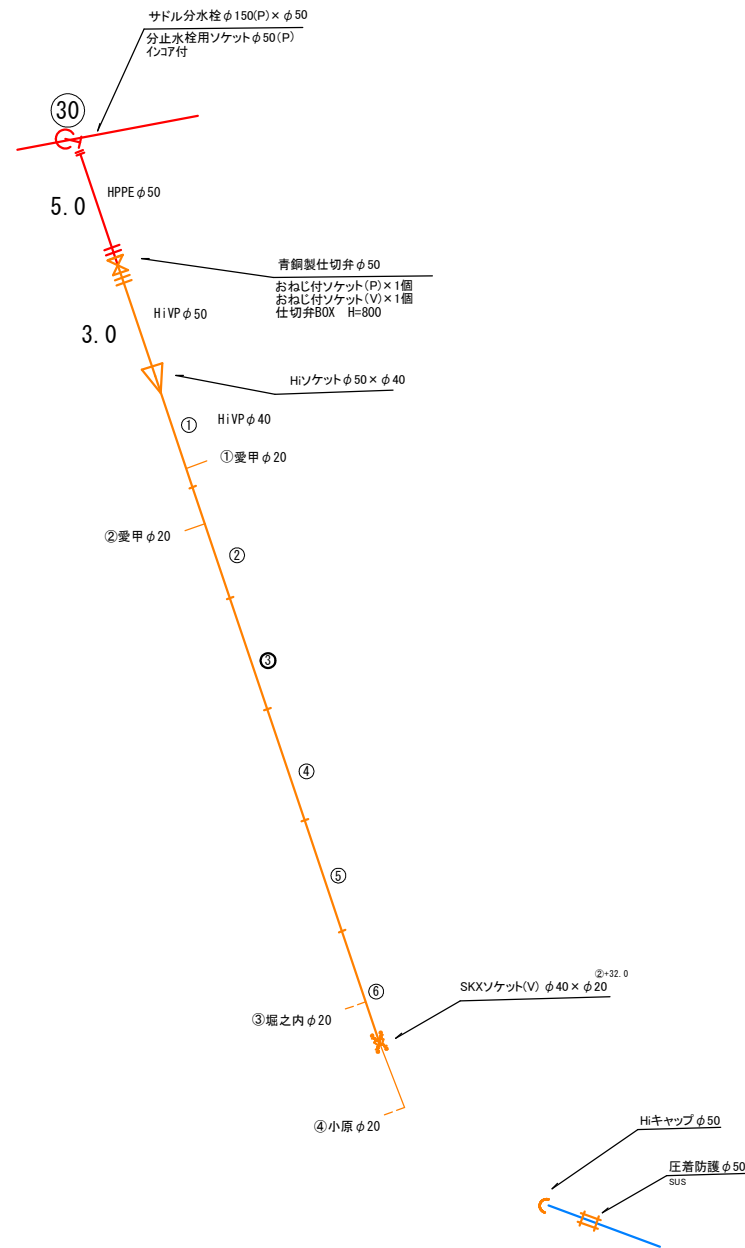 サドル分水栓φ150(P)×φ50
分止水栓用ソケットφ50(P)
インコア付
30
HPPEφ50
5.0
青銅製仕切弁φ50
おねじ付ソケット(P)×1個
おねじ付ソケット(V)×1個
仕切弁BOX H=800
HiVPφ50
3.0
Hiソケットφ50×φ40
①
HiVPφ40
①愛甲φ20
②愛甲φ20
②
③
④
⑤
②+32.0
SKXソケット(V) φ40×φ20
⑥
③堀之内φ20
④小原φ20
Hiキャップφ50
圧着防護φ50
SUS